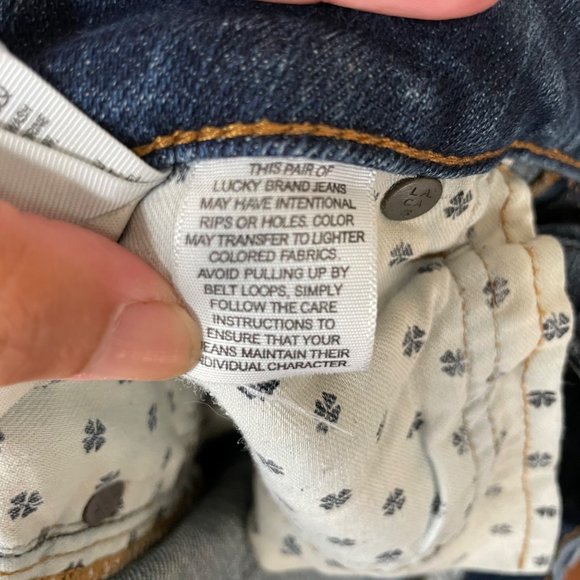 THIS PAIR OF
LUCKY BRAND JEANS
MAY HAVE INTENTIONAL
RIPS OR HOLES. COLOR
MAY TRANSFER TO LIGHTER
COLORED FABRICS.
AVOID PULLING UP BY
BELT LOOPS, SIMPLY
FOLLOW THE CARE
INSTRUCTIONS TO
ENSURE THAT YOUR
JEANS MAINTAIN THEIR
INDIVIDUAL CHARACTER.
LA
CA